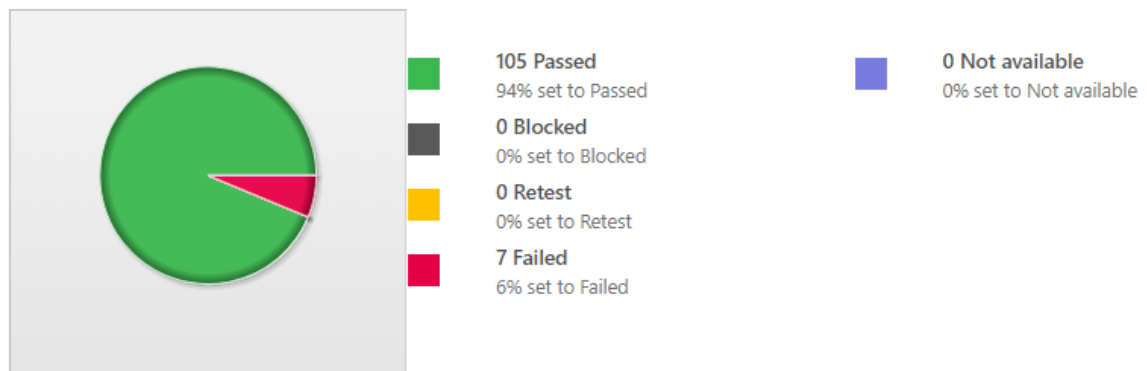 105 Passed
94% set to Passed
0 Blocked
0% set to Blocked
0 Retest
0% set to Retest
7 Failed
6% set to Failed
0 Not available
0% set to Not available